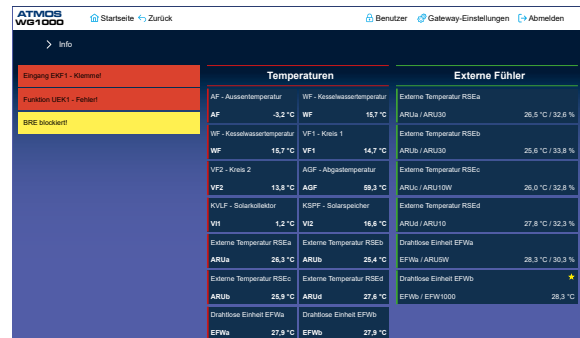 ATMOS
WG1000
Startseite
Zurück
Benutzer
Gateway-Einstellungen
Abmelden
Info
Eingang EKF1 - Klemme!
Funktion UEK1 - Fehler!
BRE blockiert!
Temperaturen
AF - Aussentemperatur
AF -3,2 °C
WF - Kesselwassertemperatur
WF 15,7 °C
WF - Kesselwassertemperatur
WF 15,7 °C
VF1 - Kreis 1
VF1 14,7 °C
VF2 - Kreis 2
VF2 13,8 °C
AGF - Abgastemperatur
AGF 59,3 °C
KVLF - Solarkollektor
VI1 1,2 °C
KSPF - Solarspeicher
VI2 16,6 °C
Externe Temperatur RSEa
ARUa 26,3 °C
Externe Temperatur RSEb
ARUb 25,4 °C
Externe Temperatur RSEc
ARUb 25,9 °C
Externe Temperatur RSEd
ARUd 27,6 °C
Drahtlose Einheit EFWa
EFWa 27,9 °C
Drahtlose Einheit EFWb
EFWb 27,9 °C
Externe Fühler
Externe Temperatur RSEa
ARUa / ARU30 26,5 °C / 32,6 %
Externe Temperatur RSEb
ARUb / ARU30 25,6 °C / 33,8 %
Externe Temperatur RSEc
ARUc / ARU10W 26,0 °C / 32,8 %
Externe Temperatur RSEd
ARUd / ARU10 27,8 °C / 32,3 %
Drahtlose Einheit EFWa
EFWa / ARU5W 28,3 °C / 30,3 %
Drahtlose Einheit EFWb
EFWb / EFW1000 28,3 °C